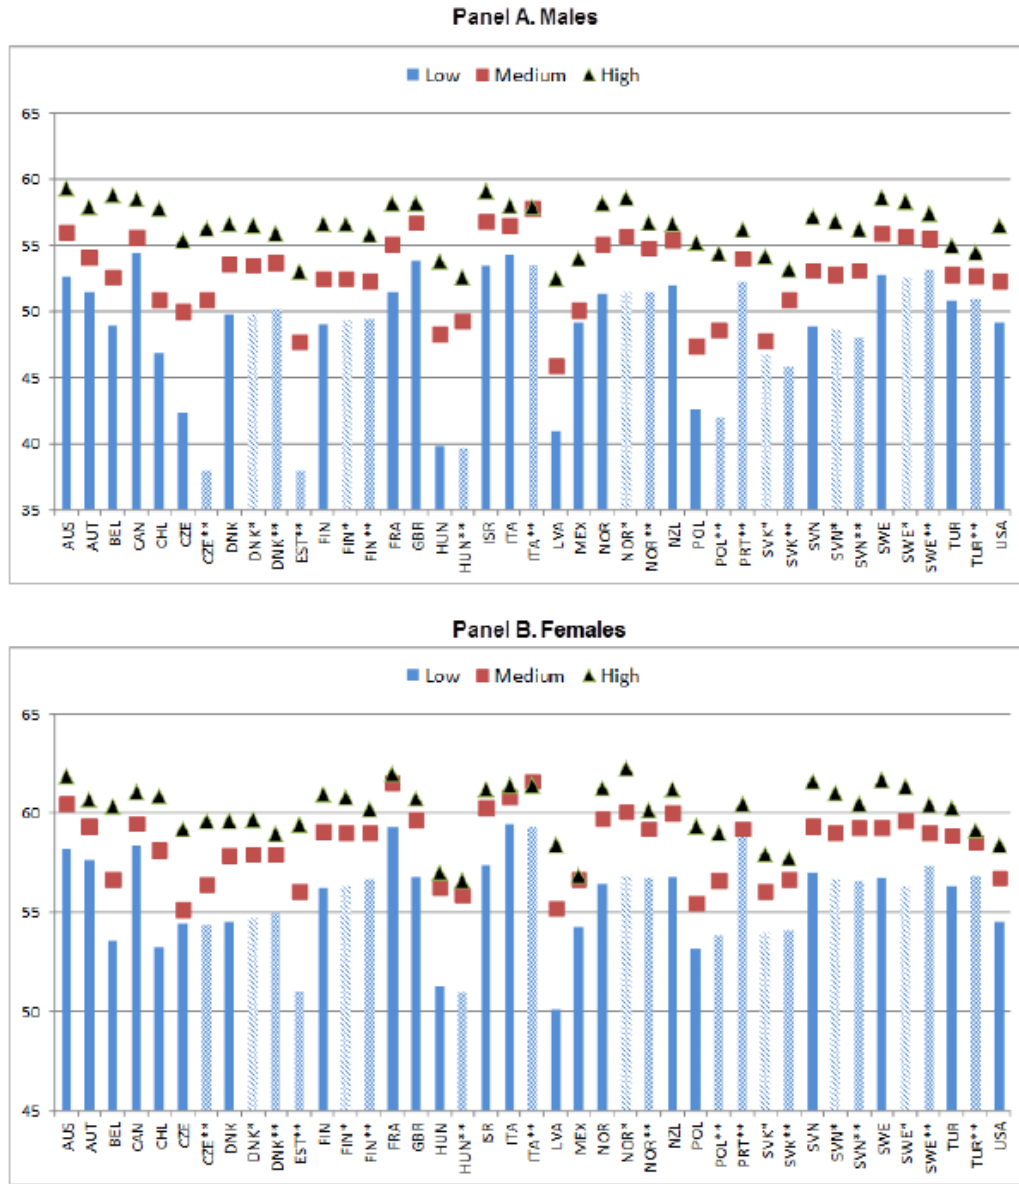 Panel A. Males
Low Medium High
65
60
55
50
45
40
35
AUS AUT BEL CAN CHL CZE CZE** DNK DNK* DNK** EST** FIN FIN* FIN** FRA GBR HUN HUN** ISR ITA ITA** LVA MEX NOR NOR* NOR** NZL POL POL** PRT** SVK* SVK** SVN SVN* SVN** SWE SWE* SWE** TUR TUR** USA
Panel B. Females
Low Medium High
65
60
55
50
45
AUS AUT BEL CAN CHL CZE CZE** DNK DNK* DNK** EST** FIN FIN* FIN** FRA GBR HUN HUN** ISR ITA ITA** LVA MEX NOR NOR* NOR** NZL POL POL** PRT** SVK* SVK** SVN SVN* SVN** SWE SWE* SWE** TUR TUR** USA